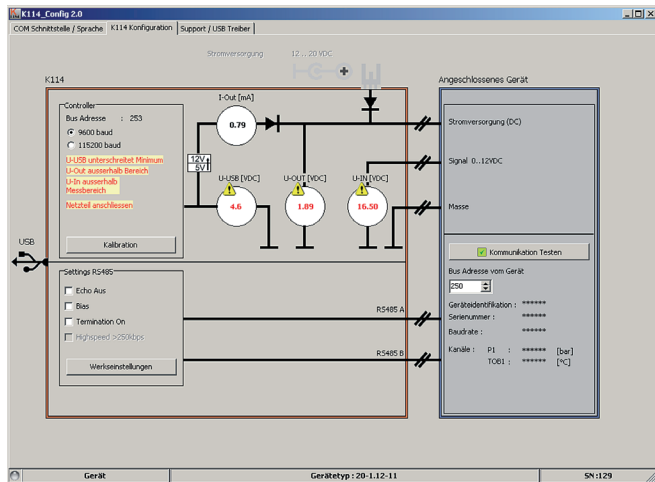 K114_Config 2.0
COM Schnittstelle / Sprache K114 Konfiguration Support / USB Treiber
Stromversorgung 12 ... 20 VDC
K114 Angeschlossenes Gerät
Controller
Bus Adresse : 253
9600 baud
115200 baud
U-USB unterschreitet Minimum
U-Out ausserhalb Bereich
U-In ausserhalb
Messbereich
Netzteil anschliessen
Kalibration
I-Out [mA]
0.79
12V
5V
U-USB [VDC] U-OUT [VDC] U-IN [VDC]
4.6 1.89 16.50
Stromversorgung (DC)
Signal 0..12VDC
Masse
USB
Settings RS485
Echo Aus
Bias
Termination On
Highspeed >250kbps
Werkseinstellungen
RS485 A
RS485 B
Kommunikation Testen
Bus Adresse vom Gerät
250
Geräteidentifikation : ******
Serienummer : ******
Baudrate : ******
Kanäle : P1 : ****** [bar]
TOB1 : ****** [°C]
Gerät Gerätetyp : 20-1.12-11 SN :129